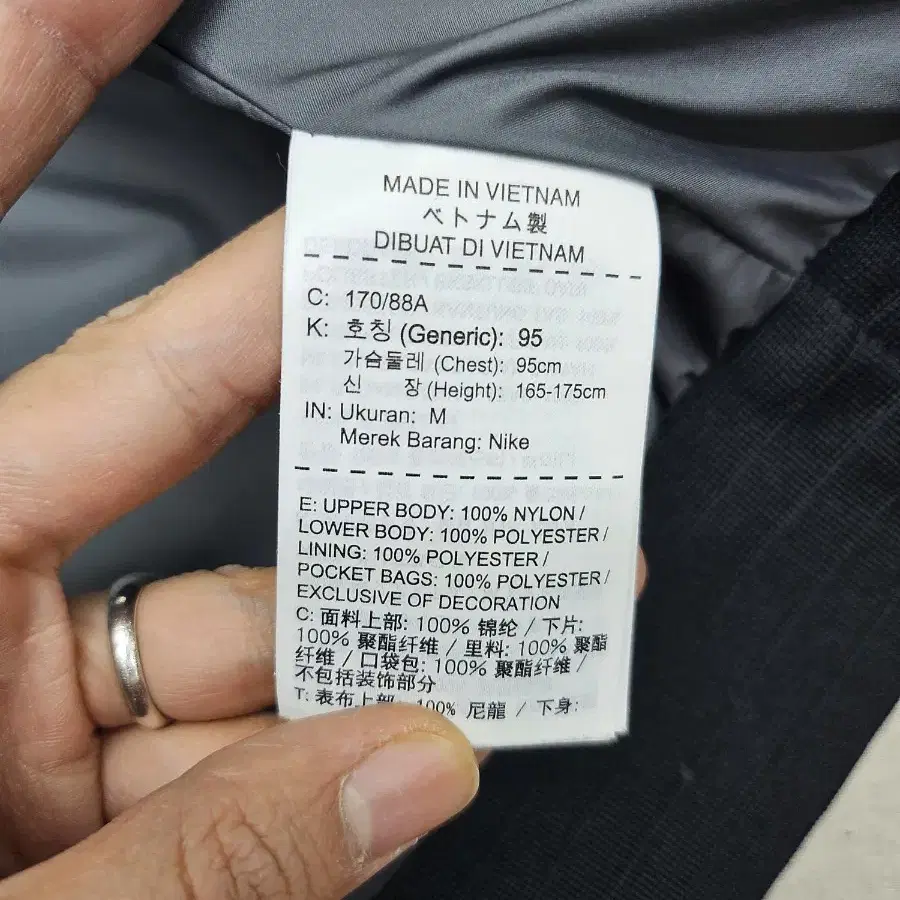 MADE IN VIETNAM
ベトナム製
DIBUAT DI VIETNAM
C: 170/88A
K: 호칭 (Generic): 95
가슴둘레 (Chest): 95cm
신 장 (Height): 165-175cm
IN: Ukuran: M
Merek Barang: Nike
E: UPPER BODY: 100% NYLON /
LOWER BODY: 100% POLYESTER /
LINING: 100% POLYESTER /
POCKET BAGS: 100% POLYESTER /
EXCLUSIVE OF DECORATION
C: 面料上部: 100% 锦纶 / 下片:
100% 聚酯纤维 / 里料: 100% 聚酯
纤维 / 口袋包: 100% 聚酯纤维 /
不包括装饰部分
T: 表布上部: 100% 尼龍 / 下身: